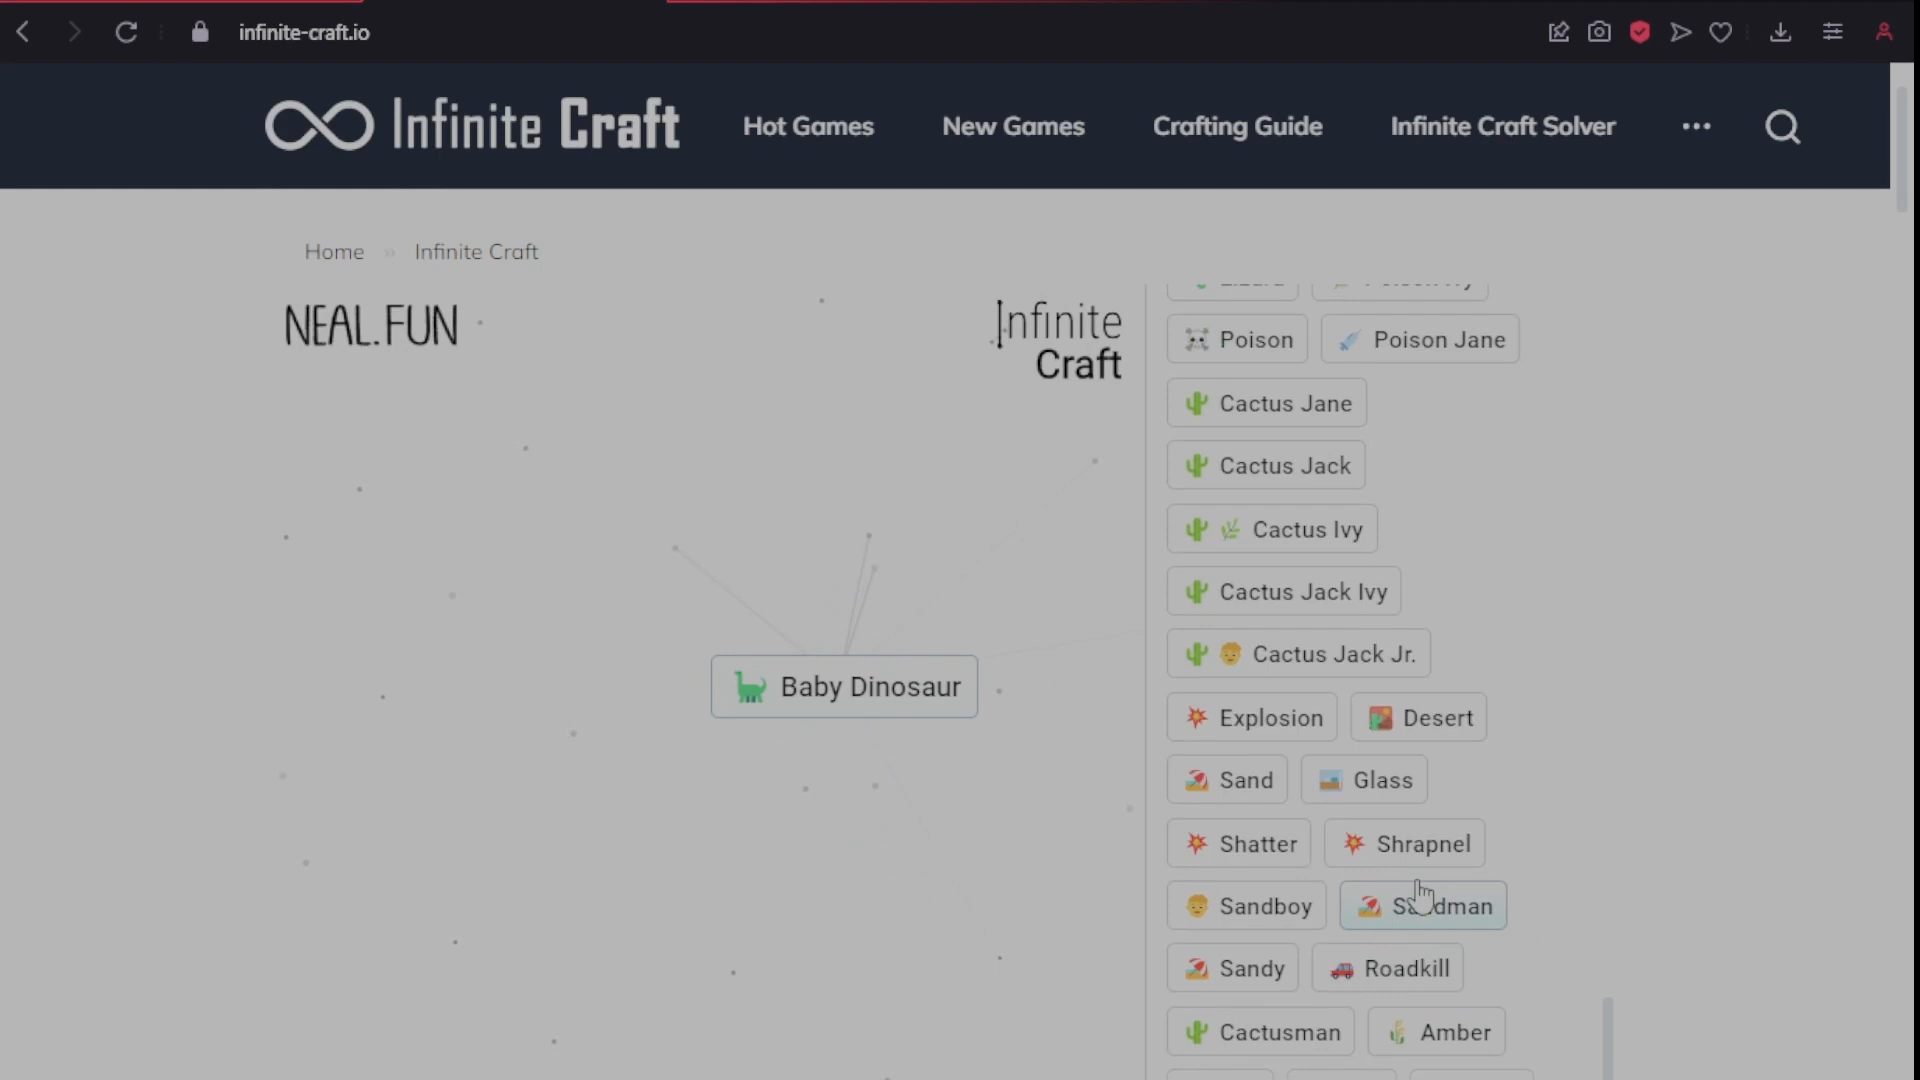 infinite-craft.io
Infinite Craft
Hot Games
New Games
Crafting Guide
Infinite Craft Solver
Home » Infinite Craft
NEAL.FUN
Infinite
Craft
Baby Dinosaur
Poison
Poison Jane
Cactus Jane
Cactus Jack
Cactus Ivy
Cactus Jack Ivy
Cactus Jack Jr.
Explosion
Desert
Sand
Glass
Shatter
Shrapnel
Sandboy
Sandman
Sandy
Roadkill
Cactusman
Amber